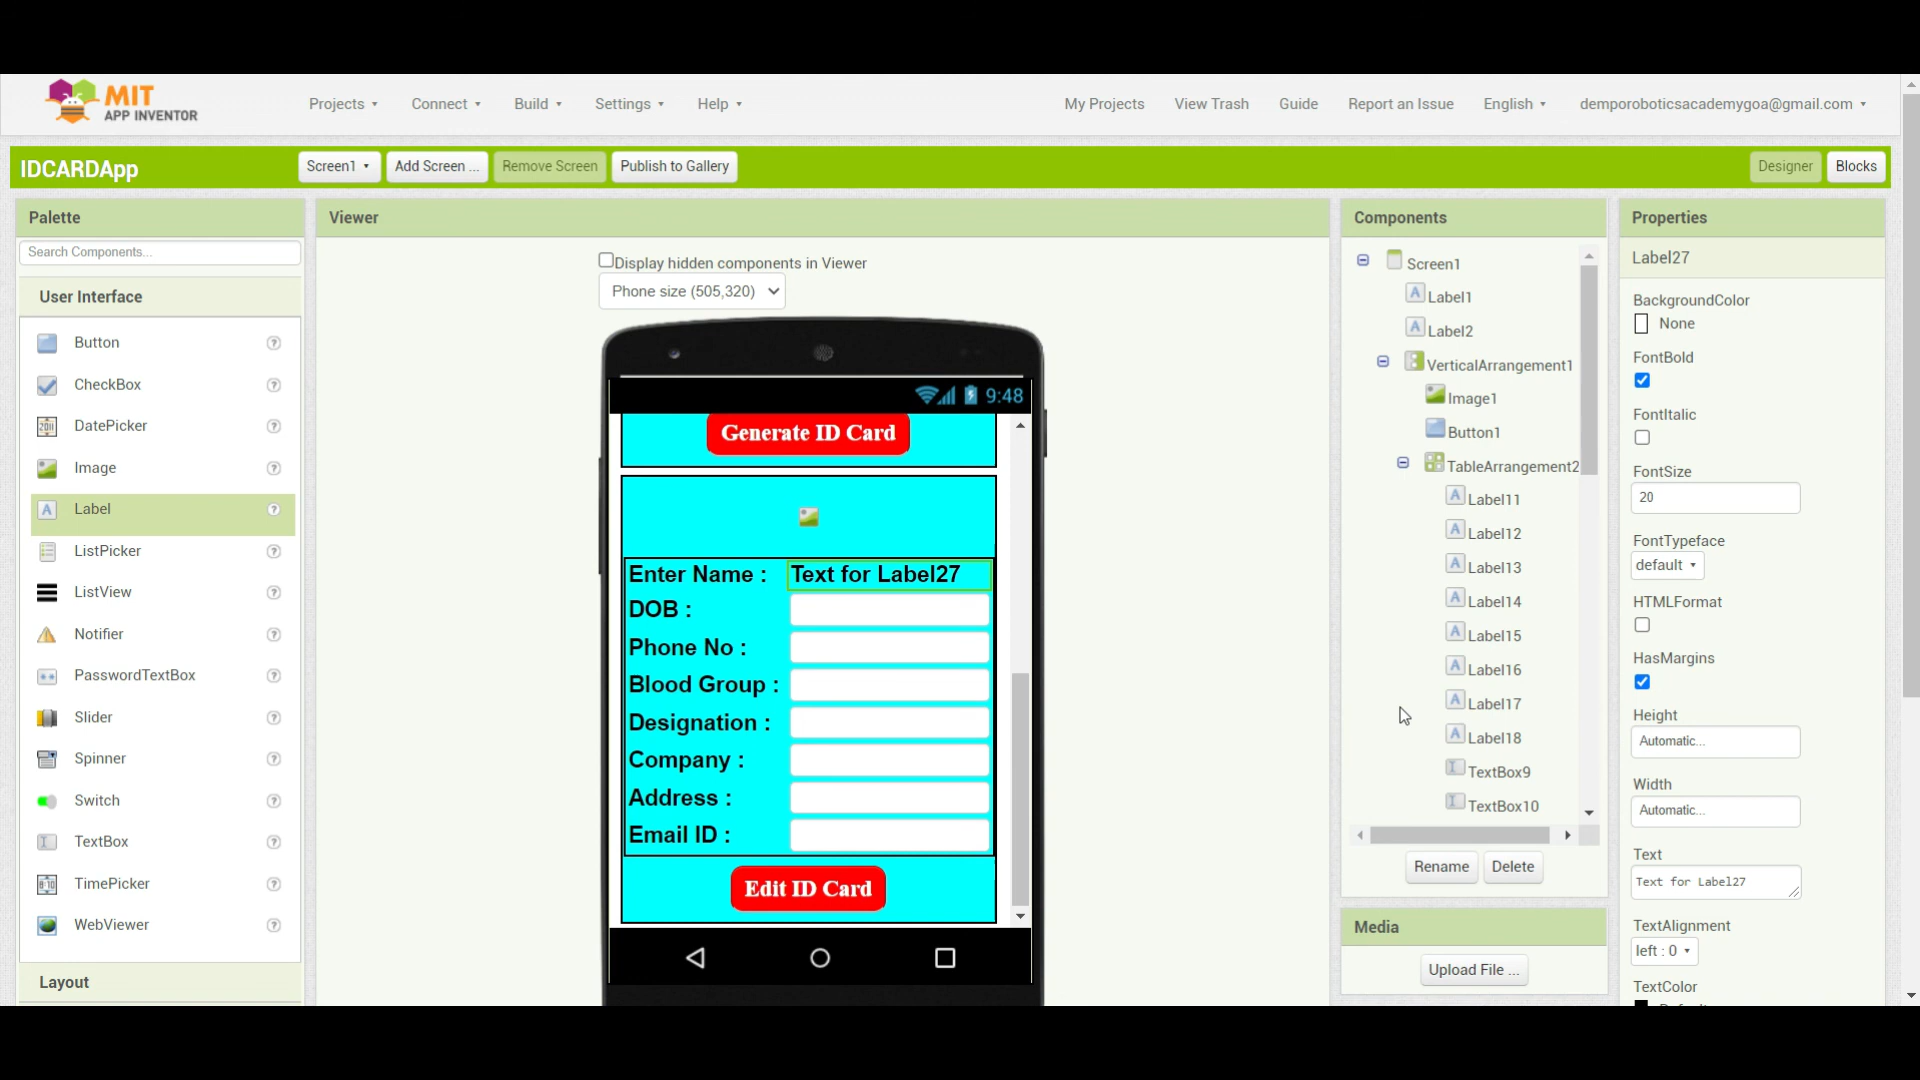 MIT
APP INVENTOR
Projects
Connect
Build
Settings
Help
My Projects
View Trash
Guide
Report an Issue
English
demporoboticsacademygoa@gmail.com
IDCARDApp
Screen1
Add Screen ...
Remove Screen
Publish to Gallery
Designer
Blocks
Palette
Search Components...
User Interface
Button ?
CheckBox ?
DatePicker ?
Image ?
Label ?
ListPicker ?
ListView ?
Notifier ?
PasswordTextBox ?
Slider ?
Spinner ?
Switch ?
TextBox ?
TimePicker ?
WebViewer ?
Layout
Viewer
Display hidden components in Viewer
Phone size (505,320)
9:48
Generate ID Card
Enter Name : Text for Label27
DOB :
Phone No :
Blood Group :
Designation :
Company :
Address :
Email ID :
Edit ID Card
Components
Screen1
Label1
Label2
VerticalArrangement1
Image1
Button1
TableArrangement2
Label11
Label12
Label13
Label14
Label15
Label16
Label17
Label18
TextBox9
TextBox10
Rename
Delete
Media
Upload File ...
Properties
Label27
BackgroundColor
None
FontBold
FontItalic
FontSize
20
FontTypeface
default
HTMLFormat
HasMargins
Height
Automatic...
Width
Automatic...
Text
Text for Label27
TextAlignment
left : 0
TextColor